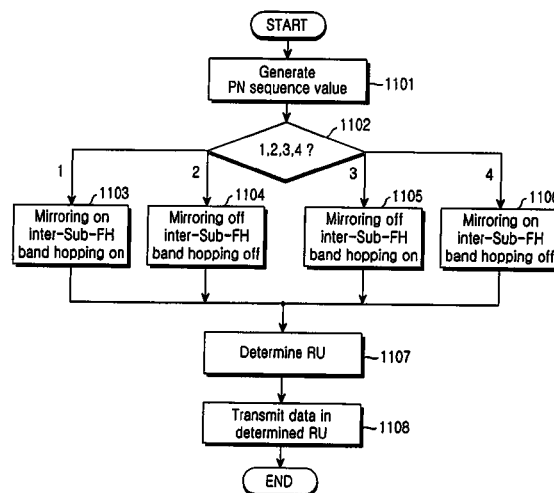 START
Generate
PN sequence value
1101
1102
1,2,3,4 ?
1
2
3
4
1103
1104
1105
1106
Mirroring on
inter-Sub-FH
band hopping on
Mirroring off
inter-Sub-FH
band hopping off
Mirroring off
inter-Sub-FH
band hopping on
Mirroring on
inter-Sub-FH
band hopping off
Determine RU
1107
Transmit data in
determined RU
1108
END